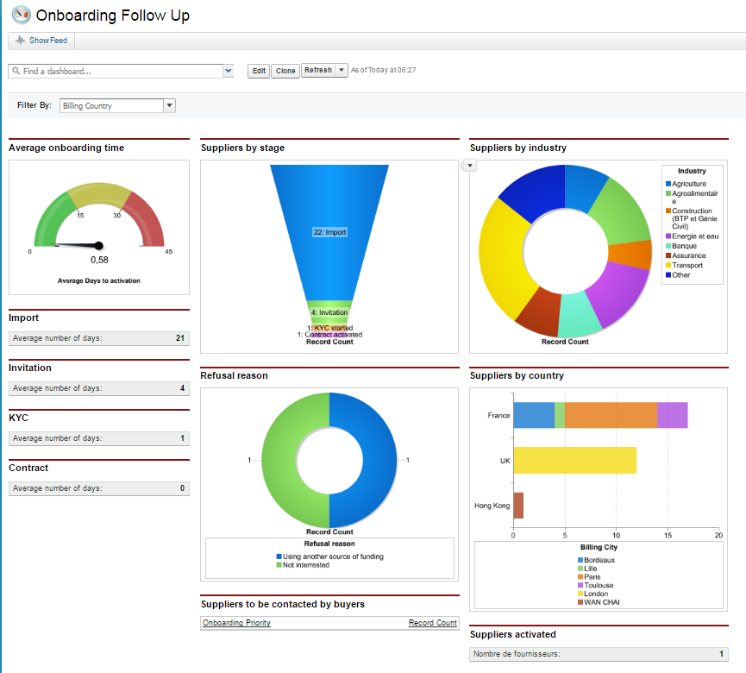 Onboarding Follow Up
Show Feed
Find a dashboard...
Edit
Clone
Refresh
As of Today at 06:27
Filter By:
Billing Country
Average onboarding time
0
15
30
45
0,58
Average Days to activation
Import
Average number of days:
21
Invitation
Average number of days:
4
KYC
Average number of days:
1
Contract
Average number of days:
0
Suppliers by stage
22: Import
4: Invitation
1: KYC started
1: Contract activated
Record Count
Refusal reason
1
1
Record Count
Refusal reason
Using another source of funding
Not interrested
Suppliers to be contacted by buyers
Onboarding Priority
Record Count
Suppliers by industry
Industry
Agriculture
Agroalimentair
e
Construction
(BTP et Génie
Civil)
Energie et eau
Banque
Assurance
Transport
Other
Record Count
Suppliers by country
France
UK
Hong Kong
0
5
10
15
20
Billing City
Bordeaux
Lille
Paris
Toulouse
London
WAN CHAI
Suppliers activated
Nombre de fournisseurs:
1